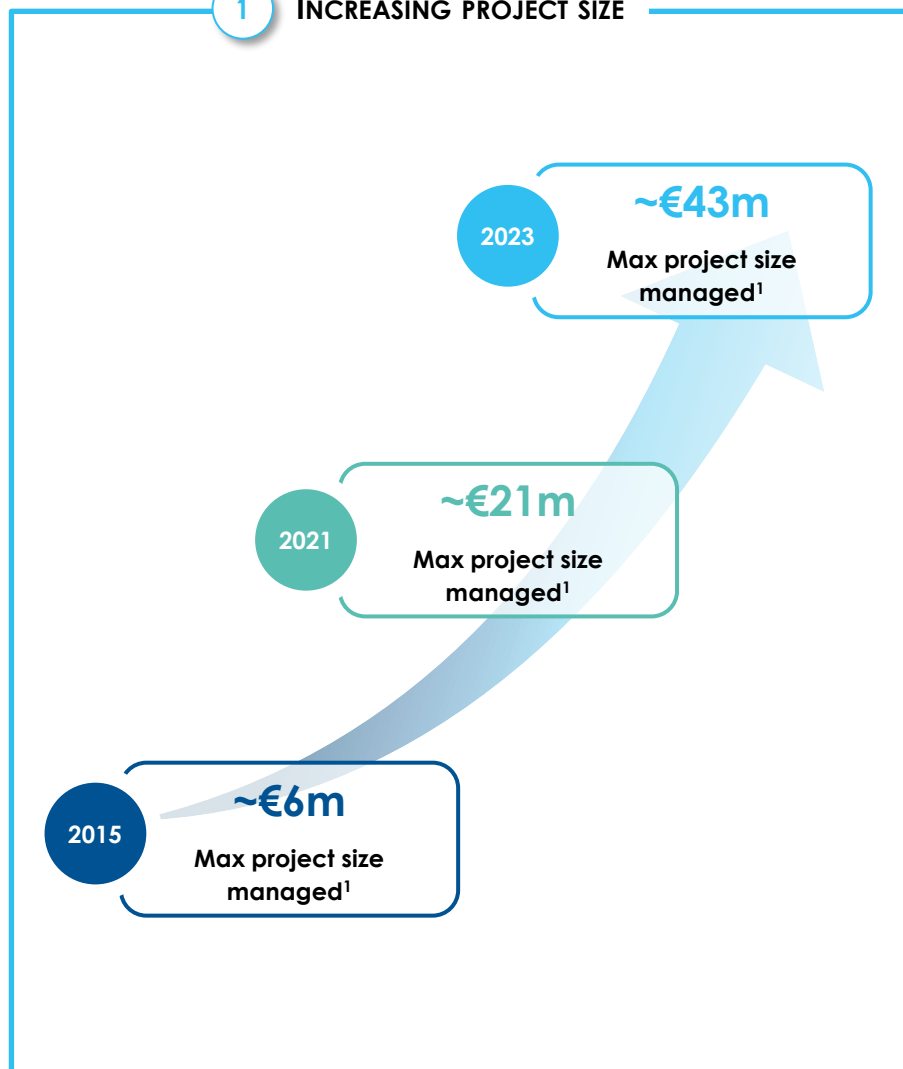 1 INCREASING PROJECT SIZE
2023
~€43m
Max project size
managed¹
2021
~€21m
Max project size
managed¹
2015
~€6m
Max project size
managed¹